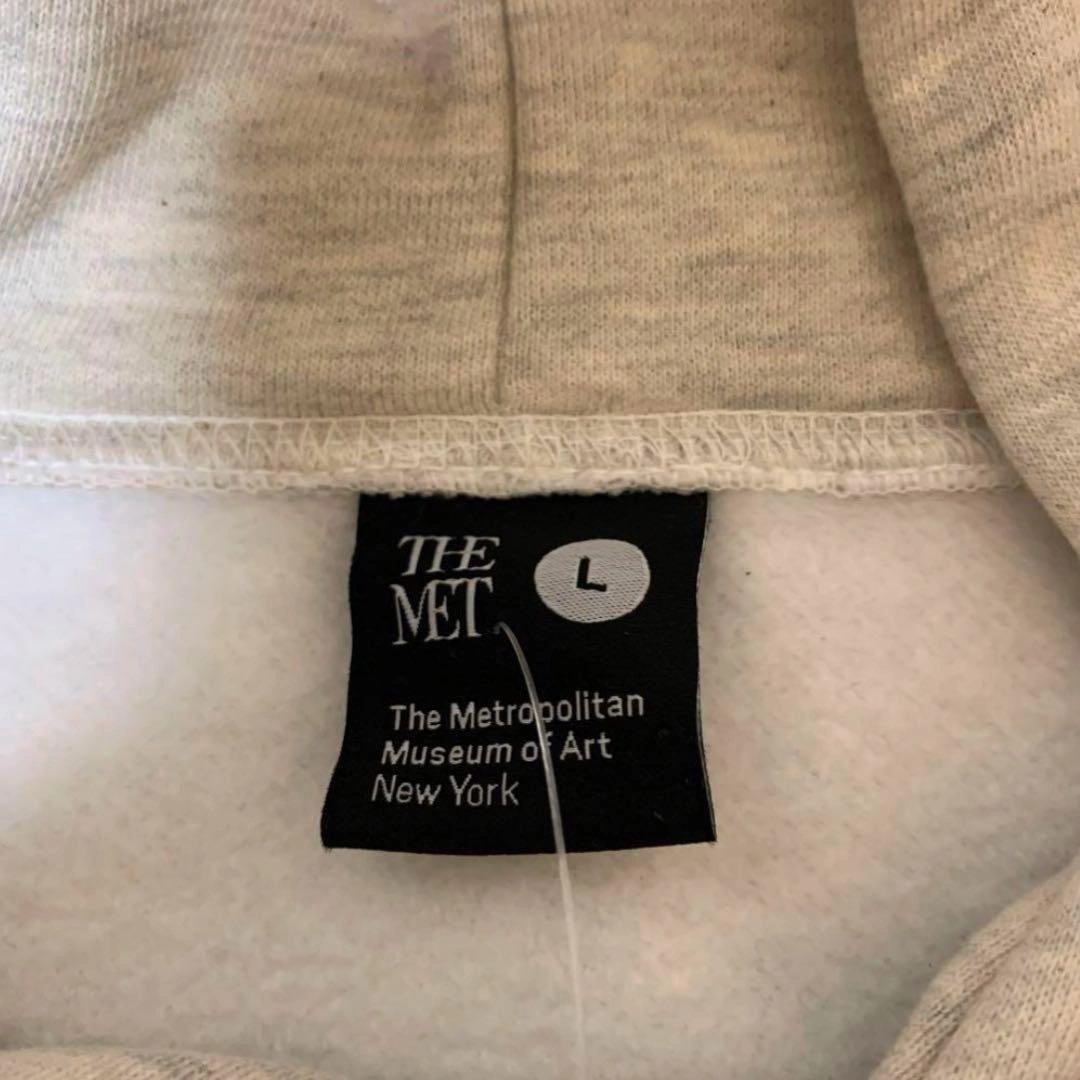 THE
MET
L
The Metropolitan
Museum of Art
New York